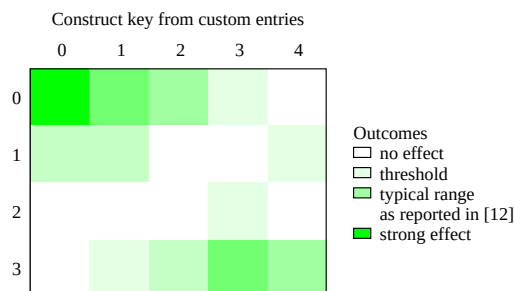 Construct key from custom entries
0 1 2 3 4
0
1
2
3
Outcomes
no effect
threshold
typical range
as reported in [12]
strong effect